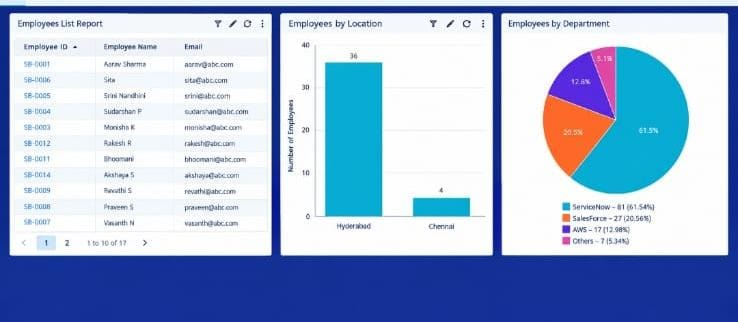 Employees List Report
Employee ID Employee Name Email
SB-0001 Aarav Sharma aarav@abc.com
SB-0006 Sita sita@abc.com
SB-0005 Srini Nandhini srini@abc.com
SB-0004 Sudarshan P sudarshan@abc.com
SB-0003 Monisha K monisha@abc.com
SB-0012 Rakesh R rakesh@abc.com
SB-0011 Bhoomani bhoomani@abc.com
SB-0014 Akshaya S akshaya@abc.com
SB-0009 Revathi S revathi@abc.com
SB-0008 Praveen S praveen@abc.com
SB-0007 Vasanth N vasanth@abc.com
1 2 1 to 10 of 17
Employees by Location
Number of Employees
40
30
20
10
0
36
4
Hyderabad Chennai
Employees by Department
5.1%
12.8%
20.5%
61.5%
ServiceNow - 81 (61.54%)
SalesForce - 27 (20.56%)
AWS - 17 (12.98%)
Others - 7 (5.34%)